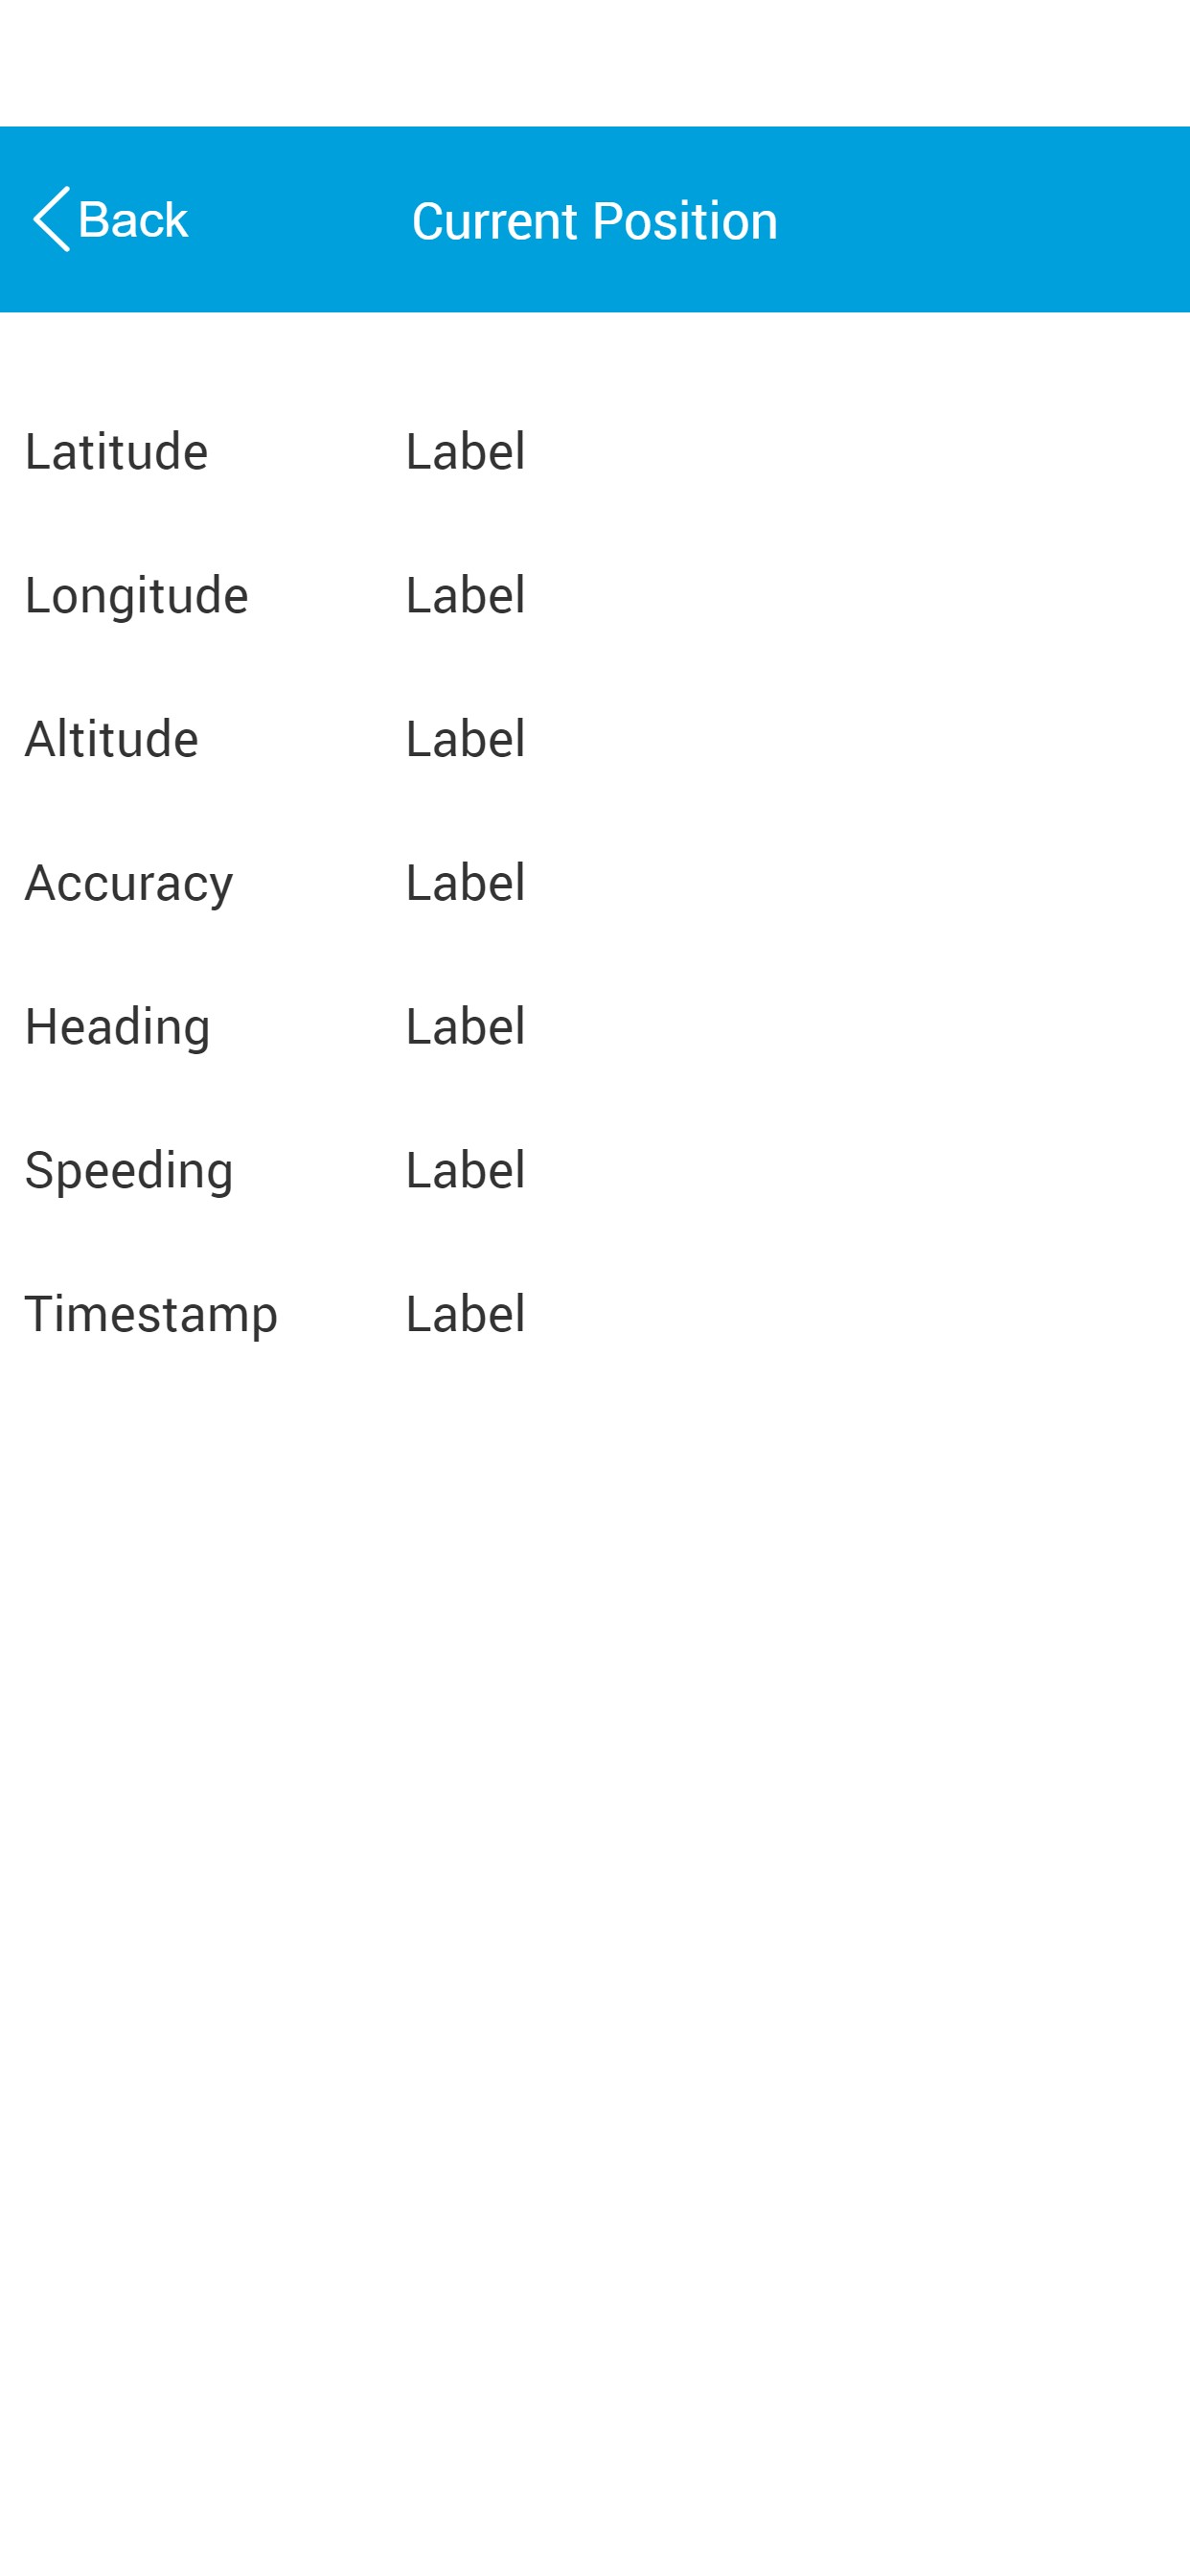 Back Current Position
Latitude Label
Longitude Label
Altitude Label
Accuracy Label
Heading Label
Speeding Label
Timestamp Label